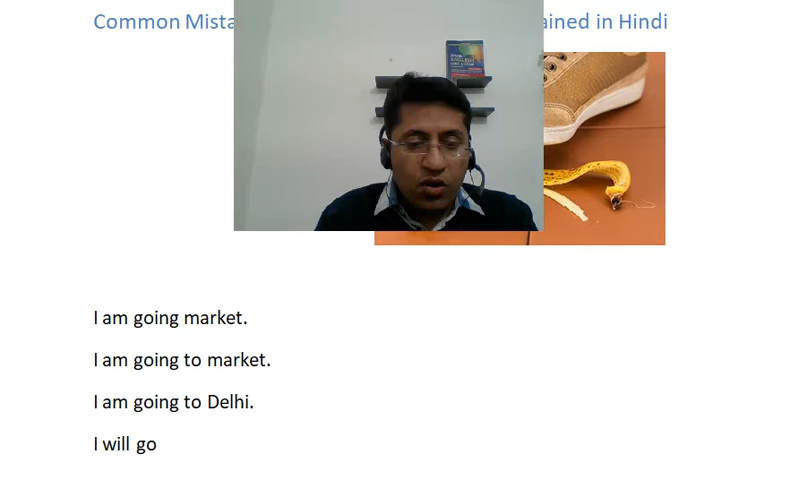 Common Mista ained in Hindi
I am going market.
I am going to market.
I am going to Delhi.
I will go